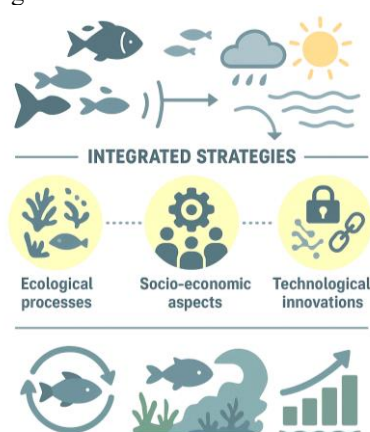 INTEGRATED STRATEGIES
Ecological
processes
Socio-economic
aspects
Technological
innovations